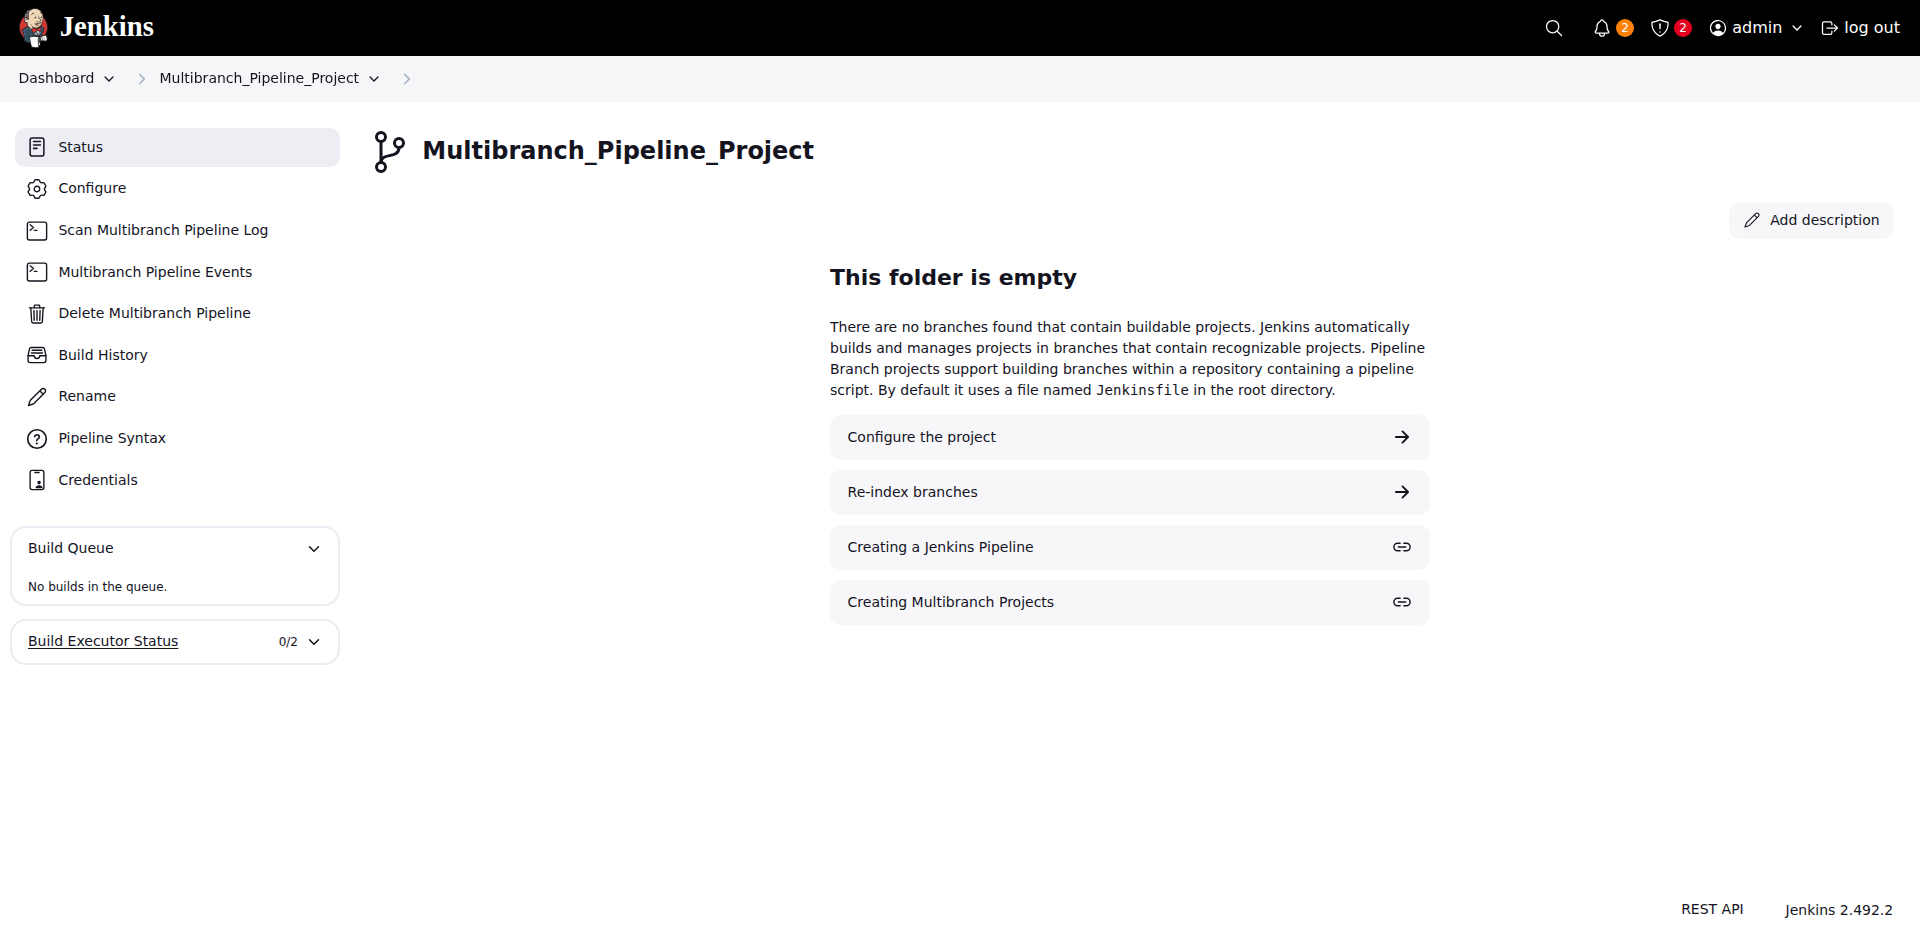 Jenkins
2
2
admin
log out
Dashboard
Multibranch_Pipeline_Project
Status
Configure
Scan Multibranch Pipeline Log
Multibranch Pipeline Events
Delete Multibranch Pipeline
Build History
Rename
Pipeline Syntax
Credentials
Build Queue
No builds in the queue.
Build Executor Status
0/2
Multibranch_Pipeline_Project
Add description
This folder is empty
There are no branches found that contain buildable projects. Jenkins automatically
builds and manages projects in branches that contain recognizable projects. Pipeline
Branch projects support building branches within a repository containing a pipeline
script. By default it uses a file named Jenkinsfile in the root directory.
Configure the project
Re-index branches
Creating a Jenkins Pipeline
Creating Multibranch Projects
REST API
Jenkins 2.492.2